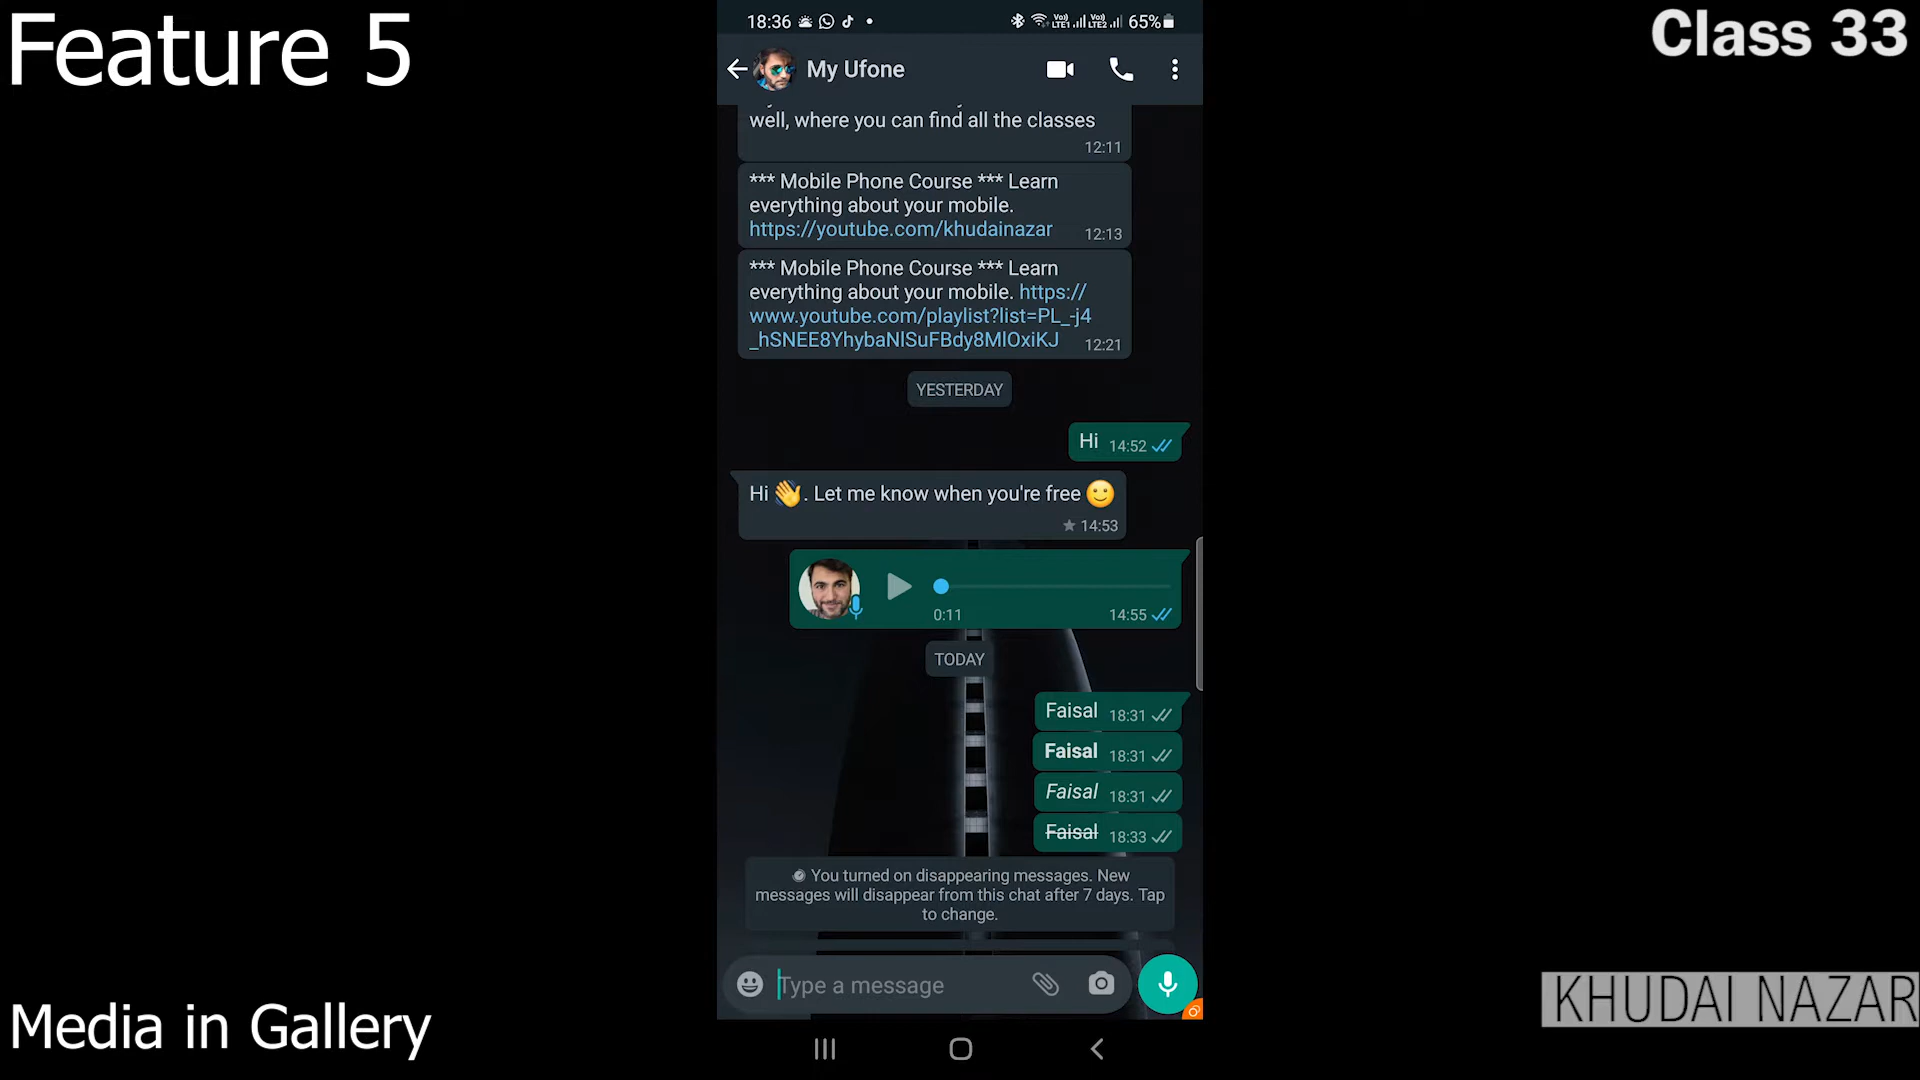 Feature 5
Class 33
18:36
65%
My Ufone
well, where you can find all the classes
12:11
*** Mobile Phone Course *** Learn
everything about your mobile.
https://youtube.com/khudainazar
12:13
*** Mobile Phone Course *** Learn
everything about your mobile. https://
www.youtube.com/playlist?list=PL_-j4
_hSNEE8YhybaNlSuFBdy8MlOxiKJ
12:21
YESTERDAY
Hi 14:52
Hi 👋. Let me know when you're free 🙂
14:53
0:11 14:55
TODAY
Faisal 18:31
Faisal 18:31
Faisal 18:31
Faisal 18:33
You turned on disappearing messages. New
messages will disappear from this chat after 7 days. Tap
to change.
Type a message
Media in Gallery
KHUDAI NAZAR